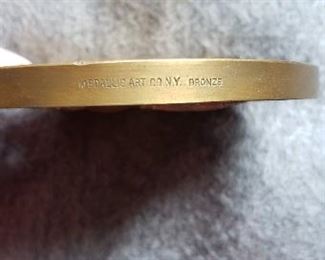 MEDALLIC ART CO. N.Y. BRONZE